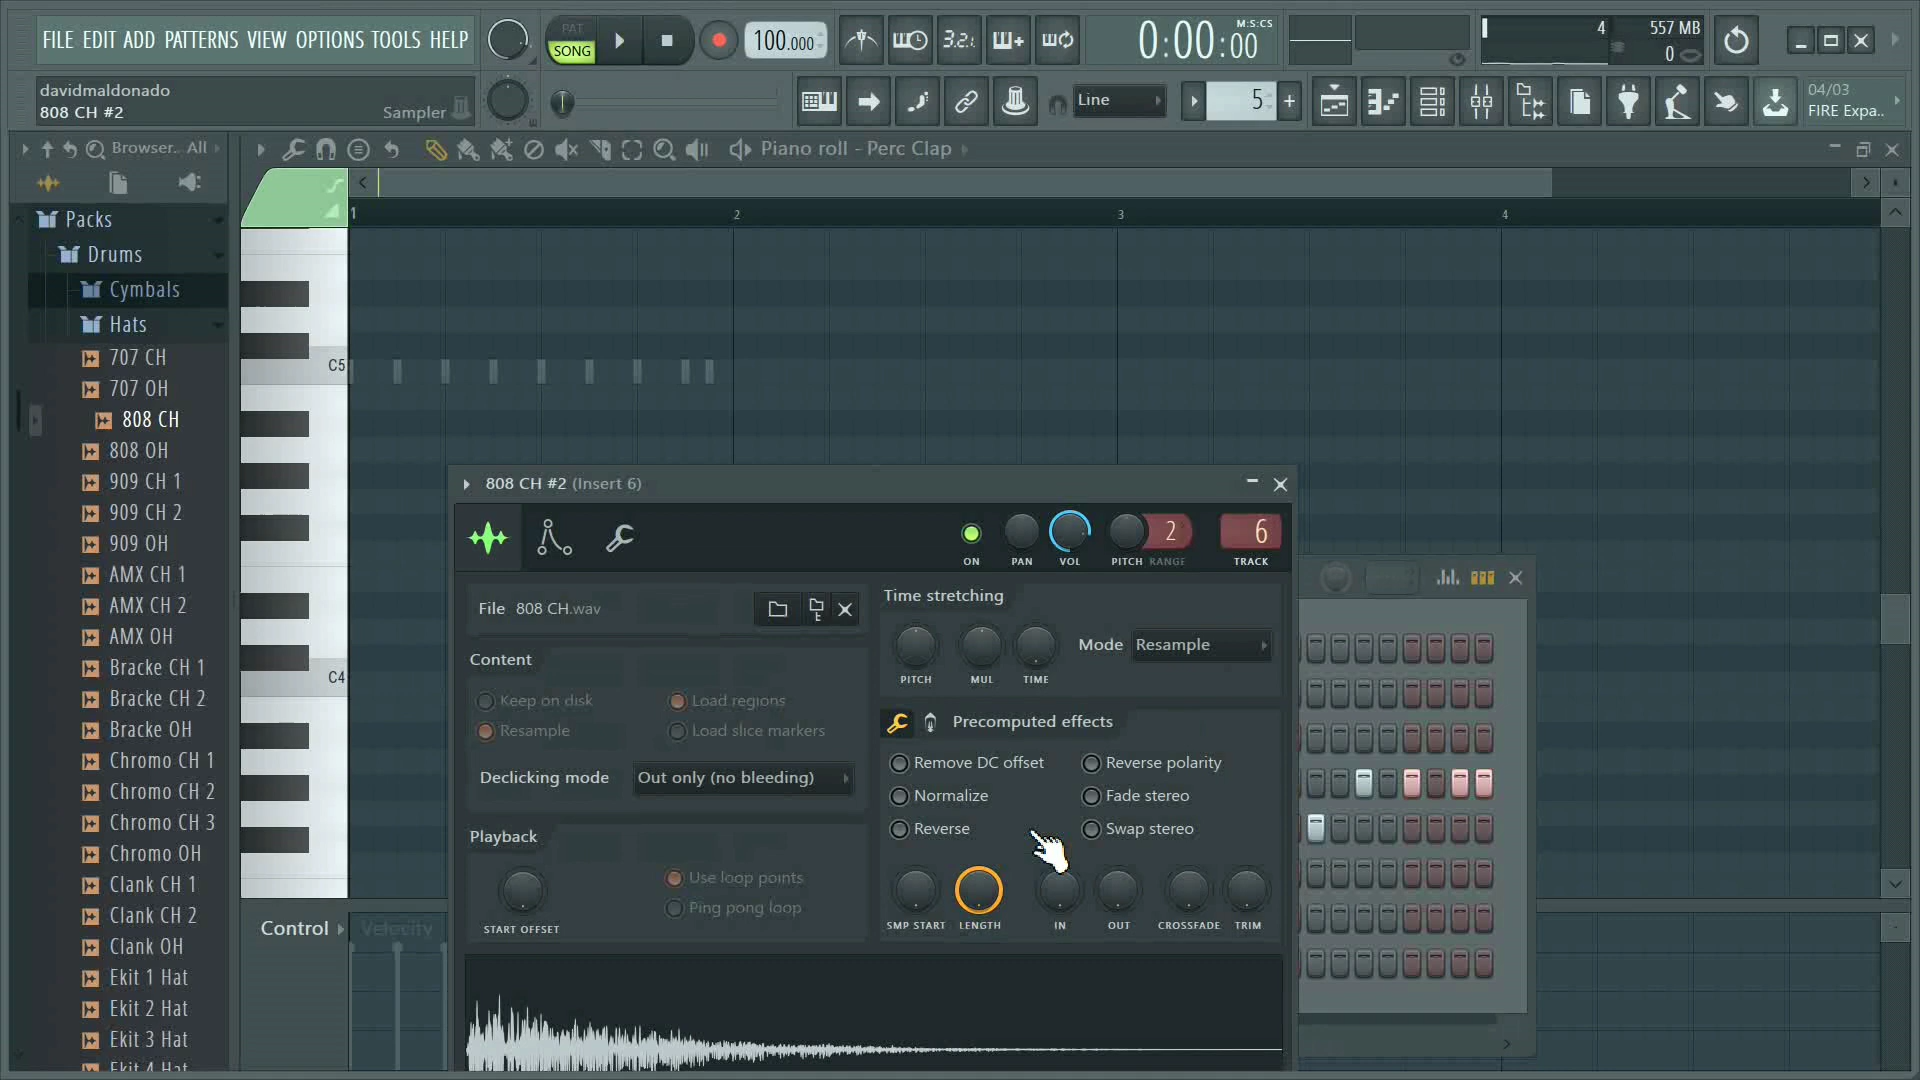 FILE EDIT ADD PATTERNS VIEW OPTIONS TOOLS HELP
PAT
SONG
100.000
3.2.1
0:00:00
M:S:CS
4
557 MB
0
davidmaldonado
808 CH #2
Sampler
Line
5
04/03
FIRE Expa..
Browser.. All
Piano roll - Perc Clap
Packs
Drums
Cymbals
Hats
707 CH
707 OH
808 CH
808 OH
909 CH 1
909 CH 2
909 OH
AMX CH 1
AMX CH 2
AMX OH
Bracke CH 1
Bracke CH 2
Bracke OH
Chromo CH 1
Chromo CH 2
Chromo CH 3
Chromo OH
Clank CH 1
Clank CH 2
Clank OH
Ekit 1 Hat
Ekit 2 Hat
Ekit 3 Hat
Ekit 4 Hat
1 2 3 4
C5
C4
Control
Velocity
808 CH #2 (Insert 6)
ON
PAN
VOL
2
PITCH RANGE
6
TRACK
File 808 CH.wav
Content
Keep on disk
Load regions
Resample
Load slice markers
Declicking mode
Out only (no bleeding)
Playback
START OFFSET
Use loop points
Ping pong loop
Time stretching
PITCH
MUL
TIME
Mode
Resample
Precomputed effects
Remove DC offset
Reverse polarity
Normalize
Fade stereo
Reverse
Swap stereo
SMP START
LENGTH
IN
OUT
CROSSFADE
TRIM